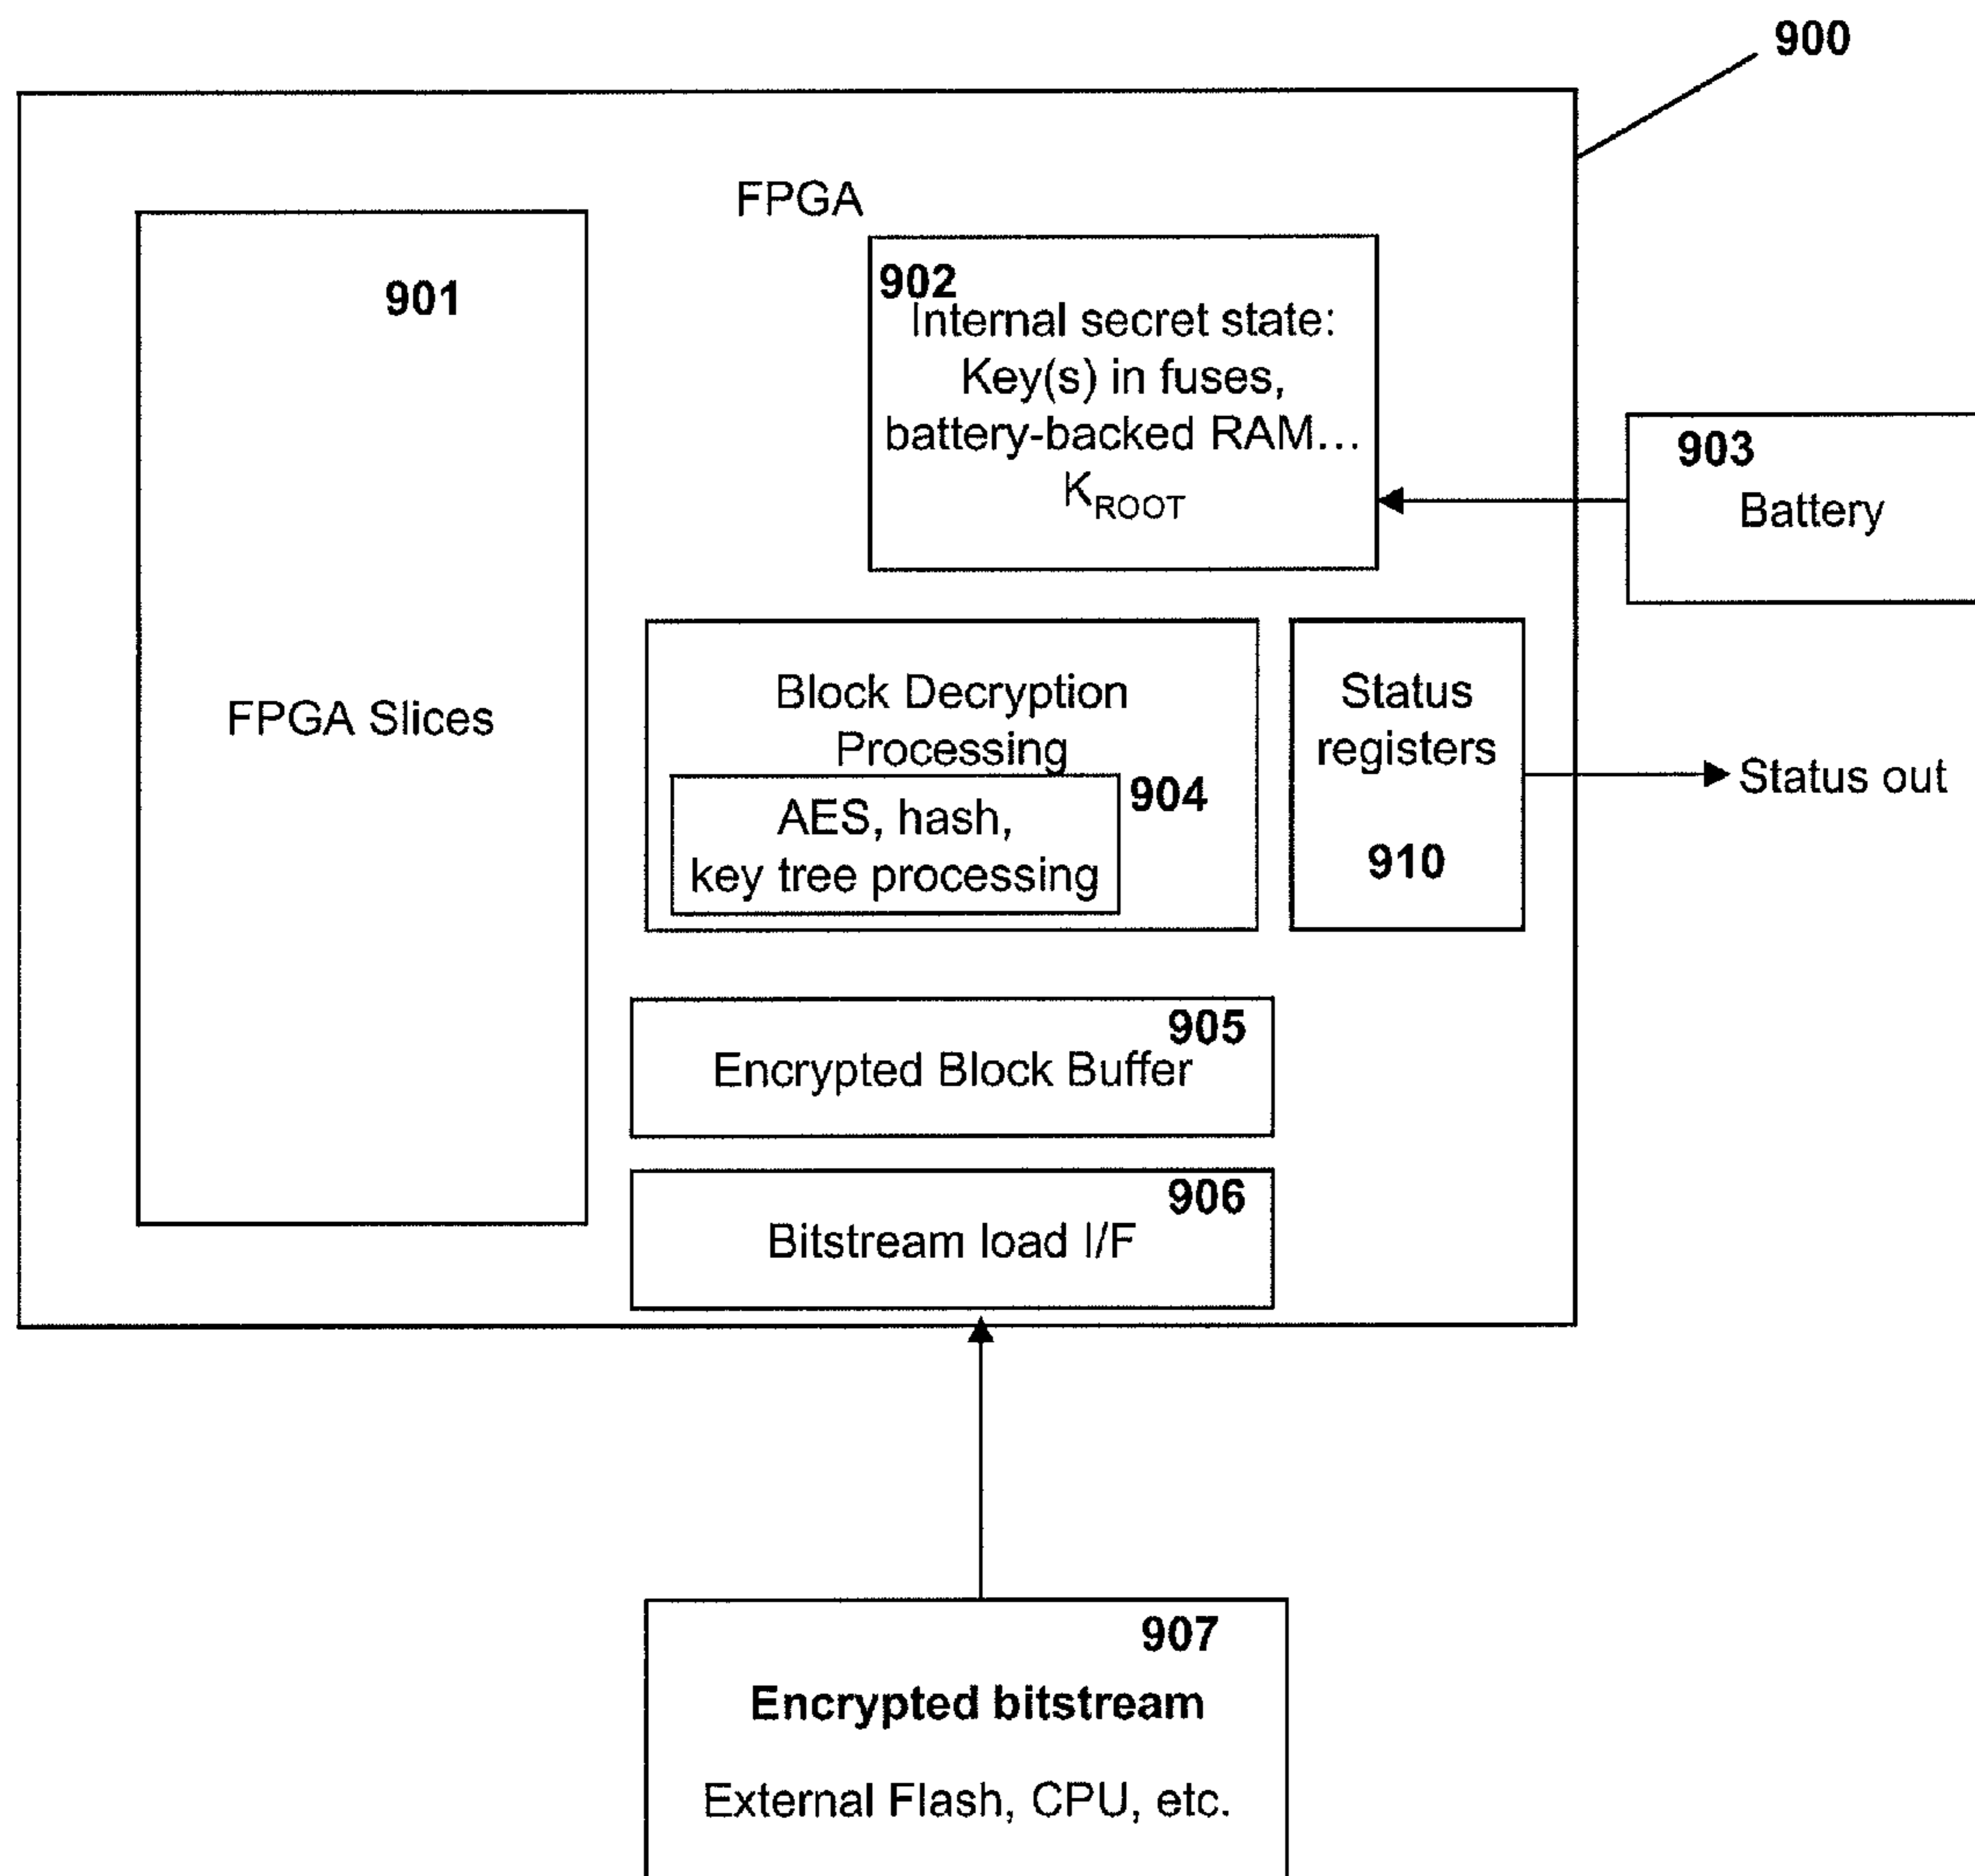 900
FPGA
901
FPGA Slices
902
Internal secret state:
Key(s) in fuses,
battery-backed RAM...
K_ROOT
903
Battery
Block Decryption
Processing
904
AES, hash,
key tree processing
Status
registers
910
Status out
905
Encrypted Block Buffer
906
Bitstream load I/F
907
Encrypted bitstream
External Flash, CPU, etc.